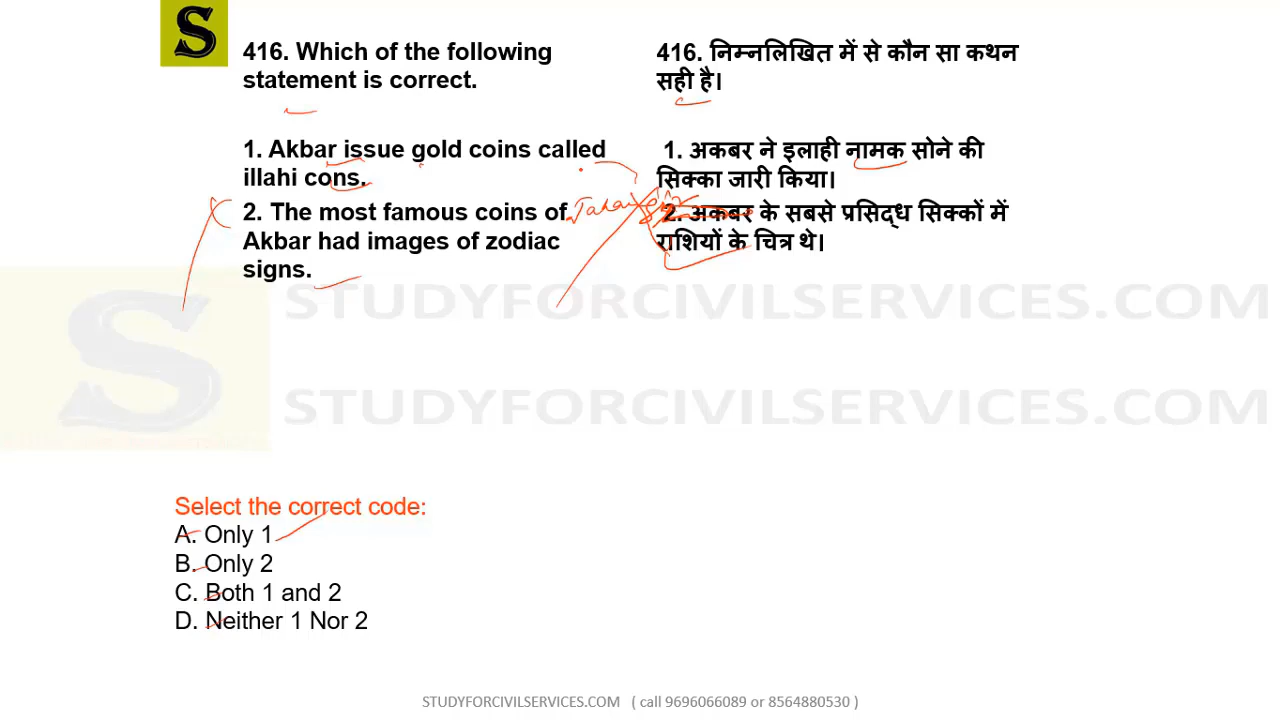 S
416. Which of the following
statement is correct.
1. Akbar issue gold coins called
illahi cons.
2. The most famous coins of
Akbar had images of zodiac
signs.
Jahangir
416. निम्नलिखित में से कौन सा कथन
सही है।
1. अकबर ने इलाही नामक सोने की
सिक्का जारी किया।
2. अकबर के सबसे प्रसिद्ध सिक्कों में
राशियों के चित्र थे।
S
STUDYFORCIVILSERVICES.COM
STUDYFORCIVILSERVICES.COM
Select the correct code:
A. Only 1
B. Only 2
C. Both 1 and 2
D. Neither 1 Nor 2
STUDYFORCIVILSERVICES.COM ( call 9696066089 or 8564880530 )